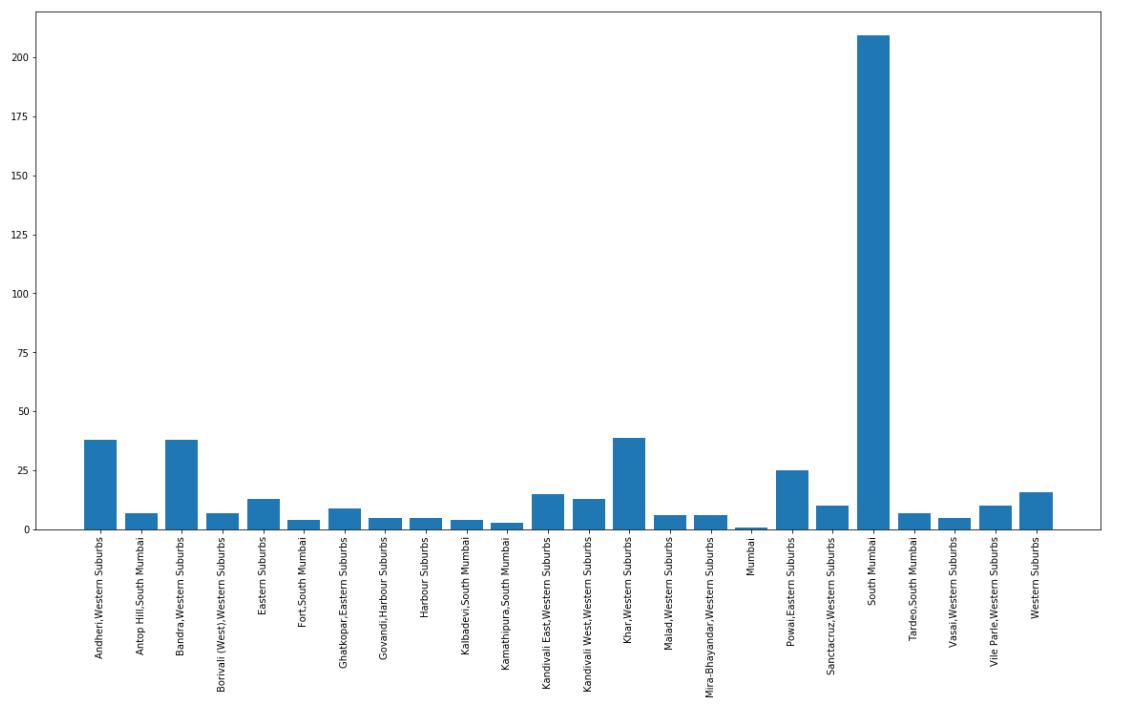 200
175
150
125
100
75
50
25
0
Andheri,Western Suburbs
Antop Hill,South Mumbai
Bandra,Western Suburbs
Borivali (West),Western Suburbs
Eastern Suburbs
Fort,South Mumbai
Ghatkopar,Eastern Suburbs
Govandi,Harbour Suburbs
Harbour Suburbs
Kalbadevi,South Mumbai
Kamathipura,South Mumbai
Kandivali East,Western Suburbs
Kandivali West,Western Suburbs
Khar,Western Suburbs
Malad,Western Suburbs
Mira-Bhayandar,Western Suburbs
Mumbai
Powai,Eastern Suburbs
Sanctacruz,Western Suburbs
South Mumbai
Tardeo,South Mumbai
Vasai,Western Suburbs
Vile Parle,Western Suburbs
Western Suburbs